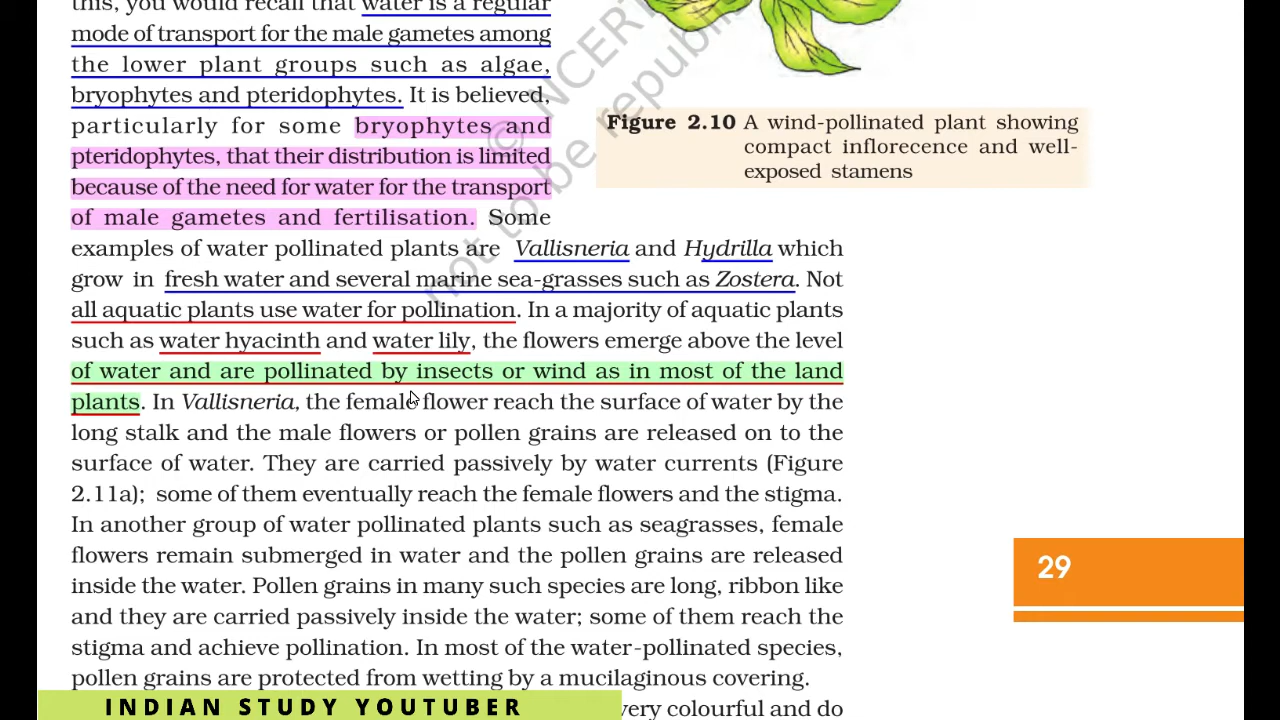 this, you would recall that water is a regular
mode of transport for the male gametes among
the lower plant groups such as algae,
bryophytes and pteridophytes. It is believed,
particularly for some bryophytes and
pteridophytes, that their distribution is limited
because of the need for water for the transport
of male gametes and fertilisation. Some
examples of water pollinated plants are Vallisneria and Hydrilla which
grow in fresh water and several marine sea-grasses such as Zostera. Not
all aquatic plants use water for pollination. In a majority of aquatic plants
such as water hyacinth and water lily, the flowers emerge above the level
of water and are pollinated by insects or wind as in most of the land
plants. In Vallisneria, the female flower reach the surface of water by the
long stalk and the male flowers or pollen grains are released on to the
surface of water. They are carried passively by water currents (Figure
2.11a); some of them eventually reach the female flowers and the stigma.
In another group of water pollinated plants such as seagrasses, female
flowers remain submerged in water and the pollen grains are released
inside the water. Pollen grains in many such species are long, ribbon like
and they are carried passively inside the water; some of them reach the
stigma and achieve pollination. In most of the water-pollinated species,
pollen grains are protected from wetting by a mucilaginous covering.
very colourful and do
Figure 2.10 A wind-pollinated plant showing
compact inflorecence and well-
exposed stamens
© NCERT
not to be republi
29
INDIAN STUDY YOUTUBER